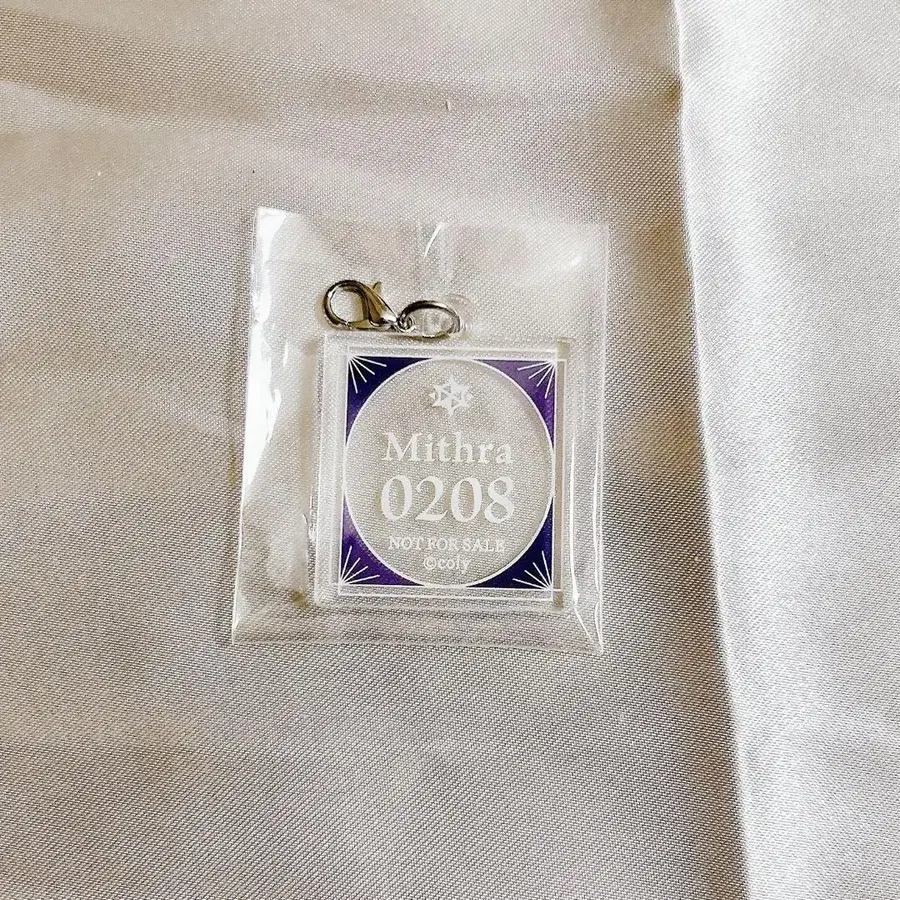 Mithra
0208
NOT FOR SALE
©coly